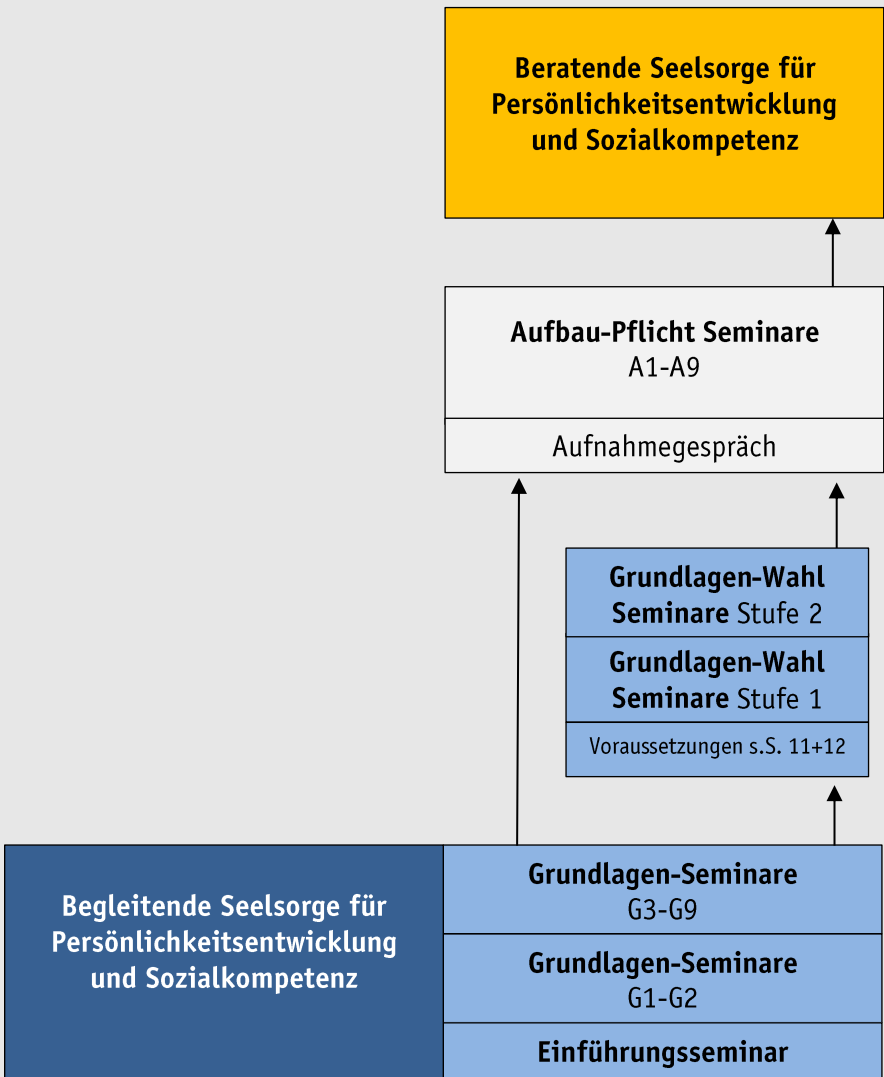 Beratende Seelsorge für
Persönlichkeitsentwicklung
und Sozialkompetenz
Aufbau-Pflicht Seminare
A1-A9
Aufnahmegespräch
Grundlagen-Wahl
Seminare Stufe 2
Grundlagen-Wahl
Seminare Stufe 1
Voraussetzungen s.S. 11+12
Begleitende Seelsorge für
Persönlichkeitsentwicklung
und Sozialkompetenz
Grundlagen-Seminare
G3-G9
Grundlagen-Seminare
G1-G2
Einführungsseminar